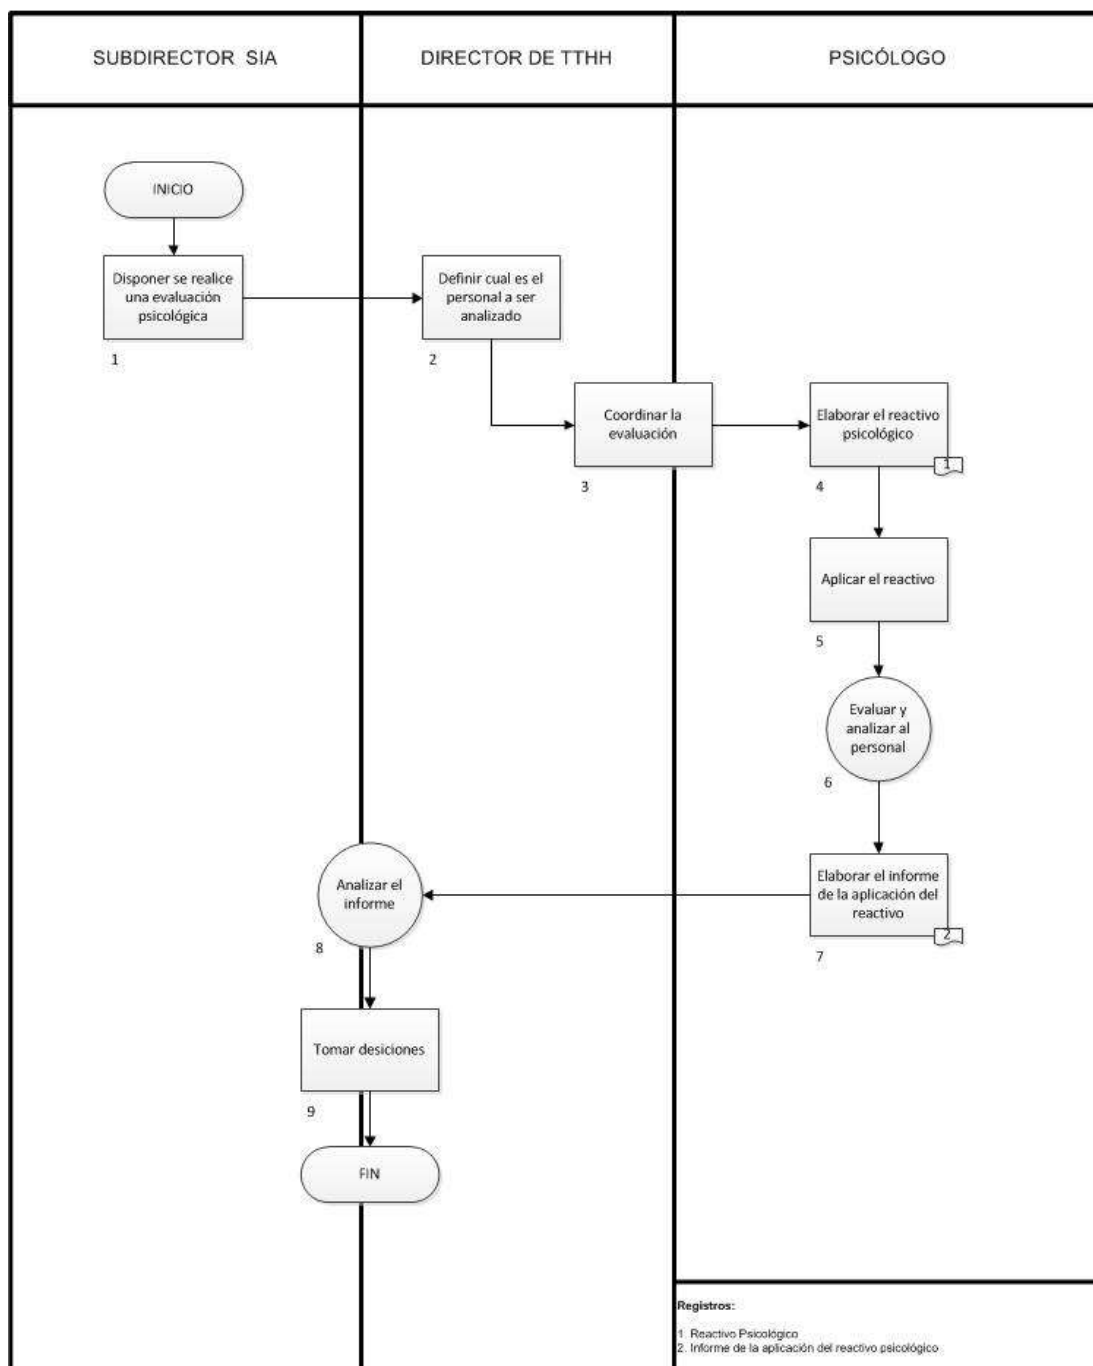 SUBDIRECTOR SIA
DIRECTOR DE TTHH
PSICÓLOGO
INICIO
Disponer se realice
una evaluación
psicológica
1
Definir cual es el
personal a ser
analizado
2
Coordinar la
evaluación
3
Elaborar el reactivo
psicológico
1
4
Aplicar el reactivo
5
Evaluar y
analizar al
personal
6
Elaborar el informe
de la aplicación del
reactivo
2
7
Analizar el
informe
8
Tomar desiciones
9
FIN
Registros:
1. Reactivo Psicológico
2. Informe de la aplicación del reactivo psicológico